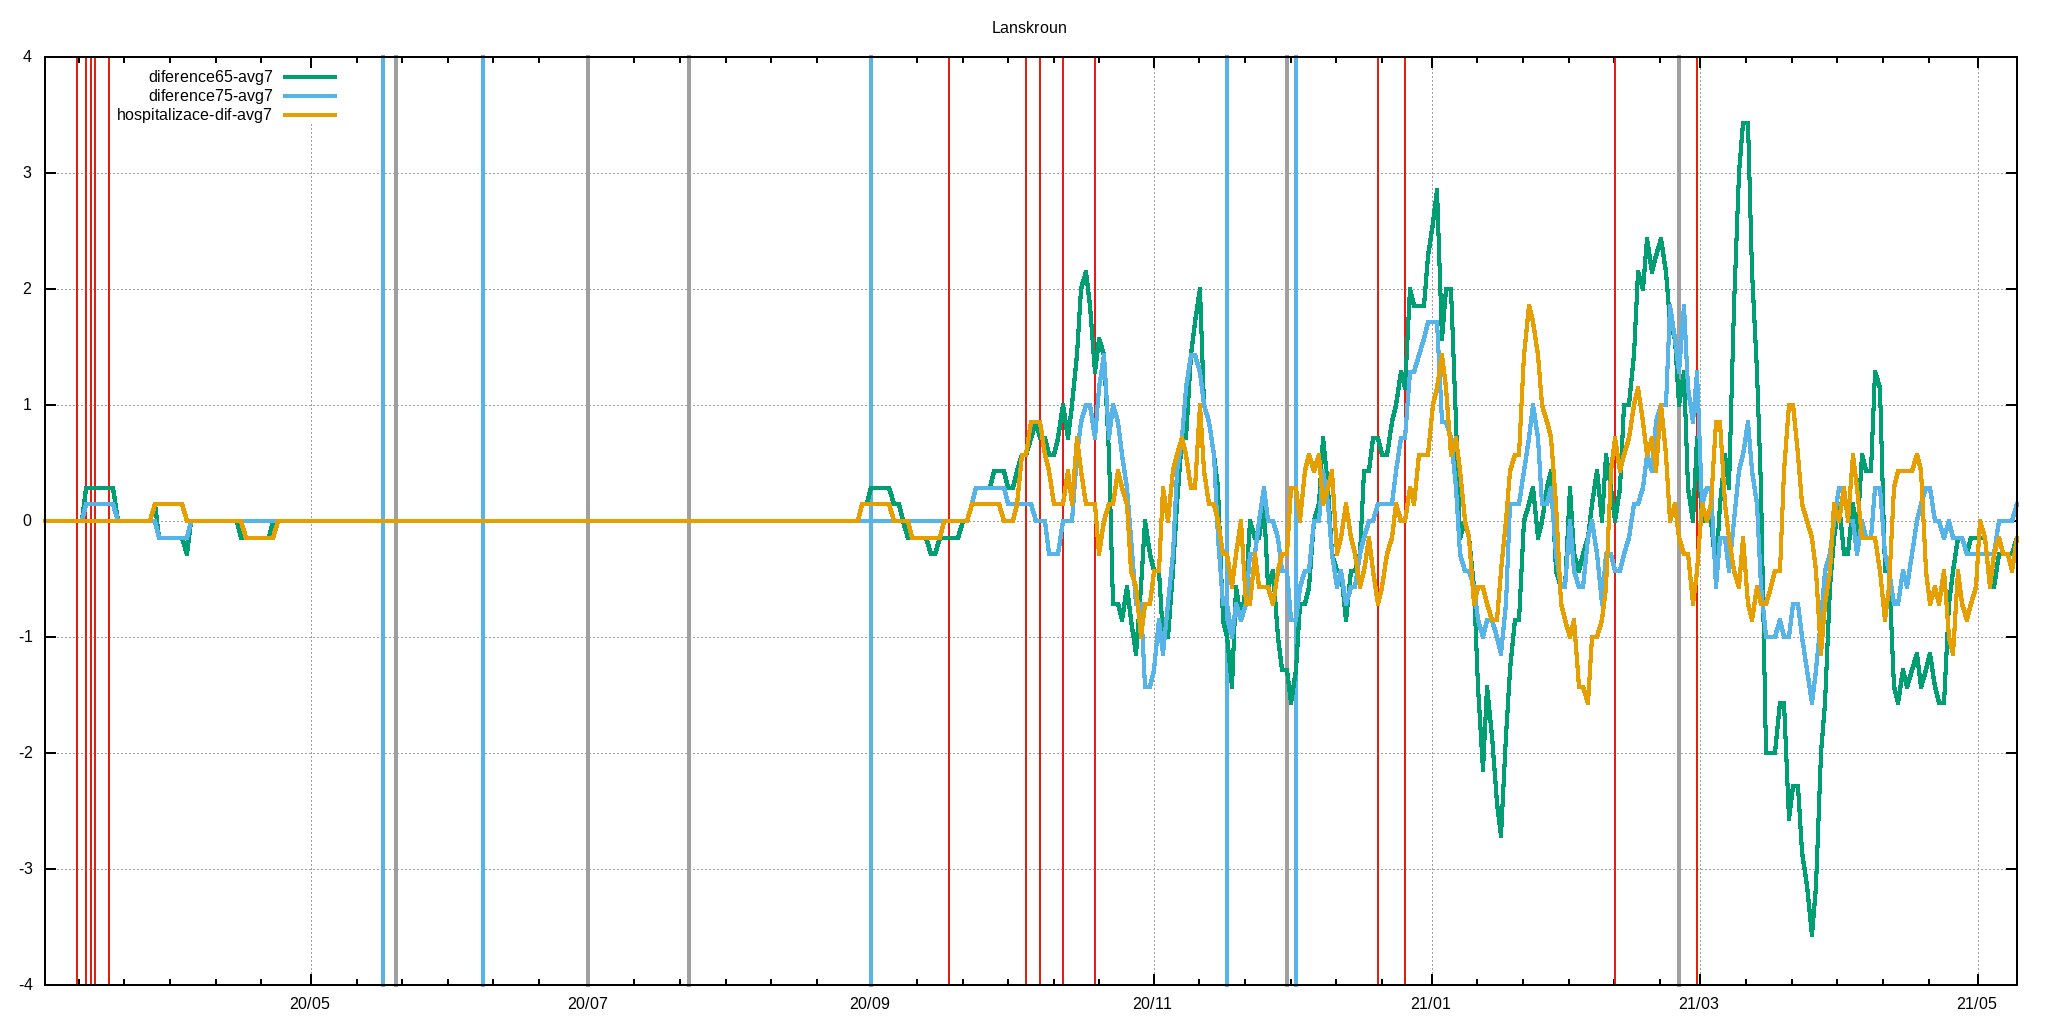 Lanskroun
diference65-avg7
diference75-avg7
hospitalizace-dif-avg7
4
3
2
1
0
-1
-2
-3
-4
20/05 20/07 20/09 20/11 21/01 21/03 21/05